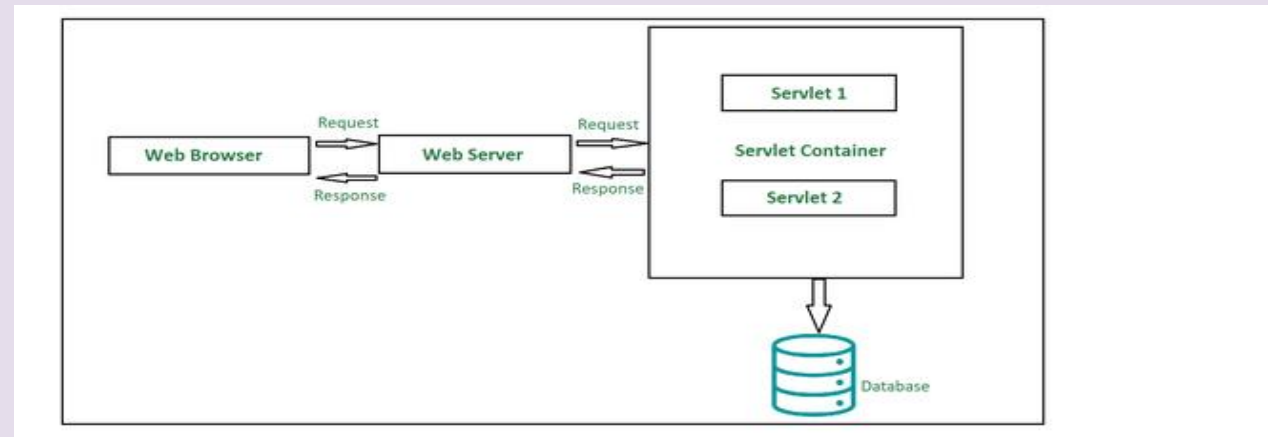 Servlet 1
Request
Request
Web Browser
Web Server
Servlet Container
Response
Response
Servlet 2
Database